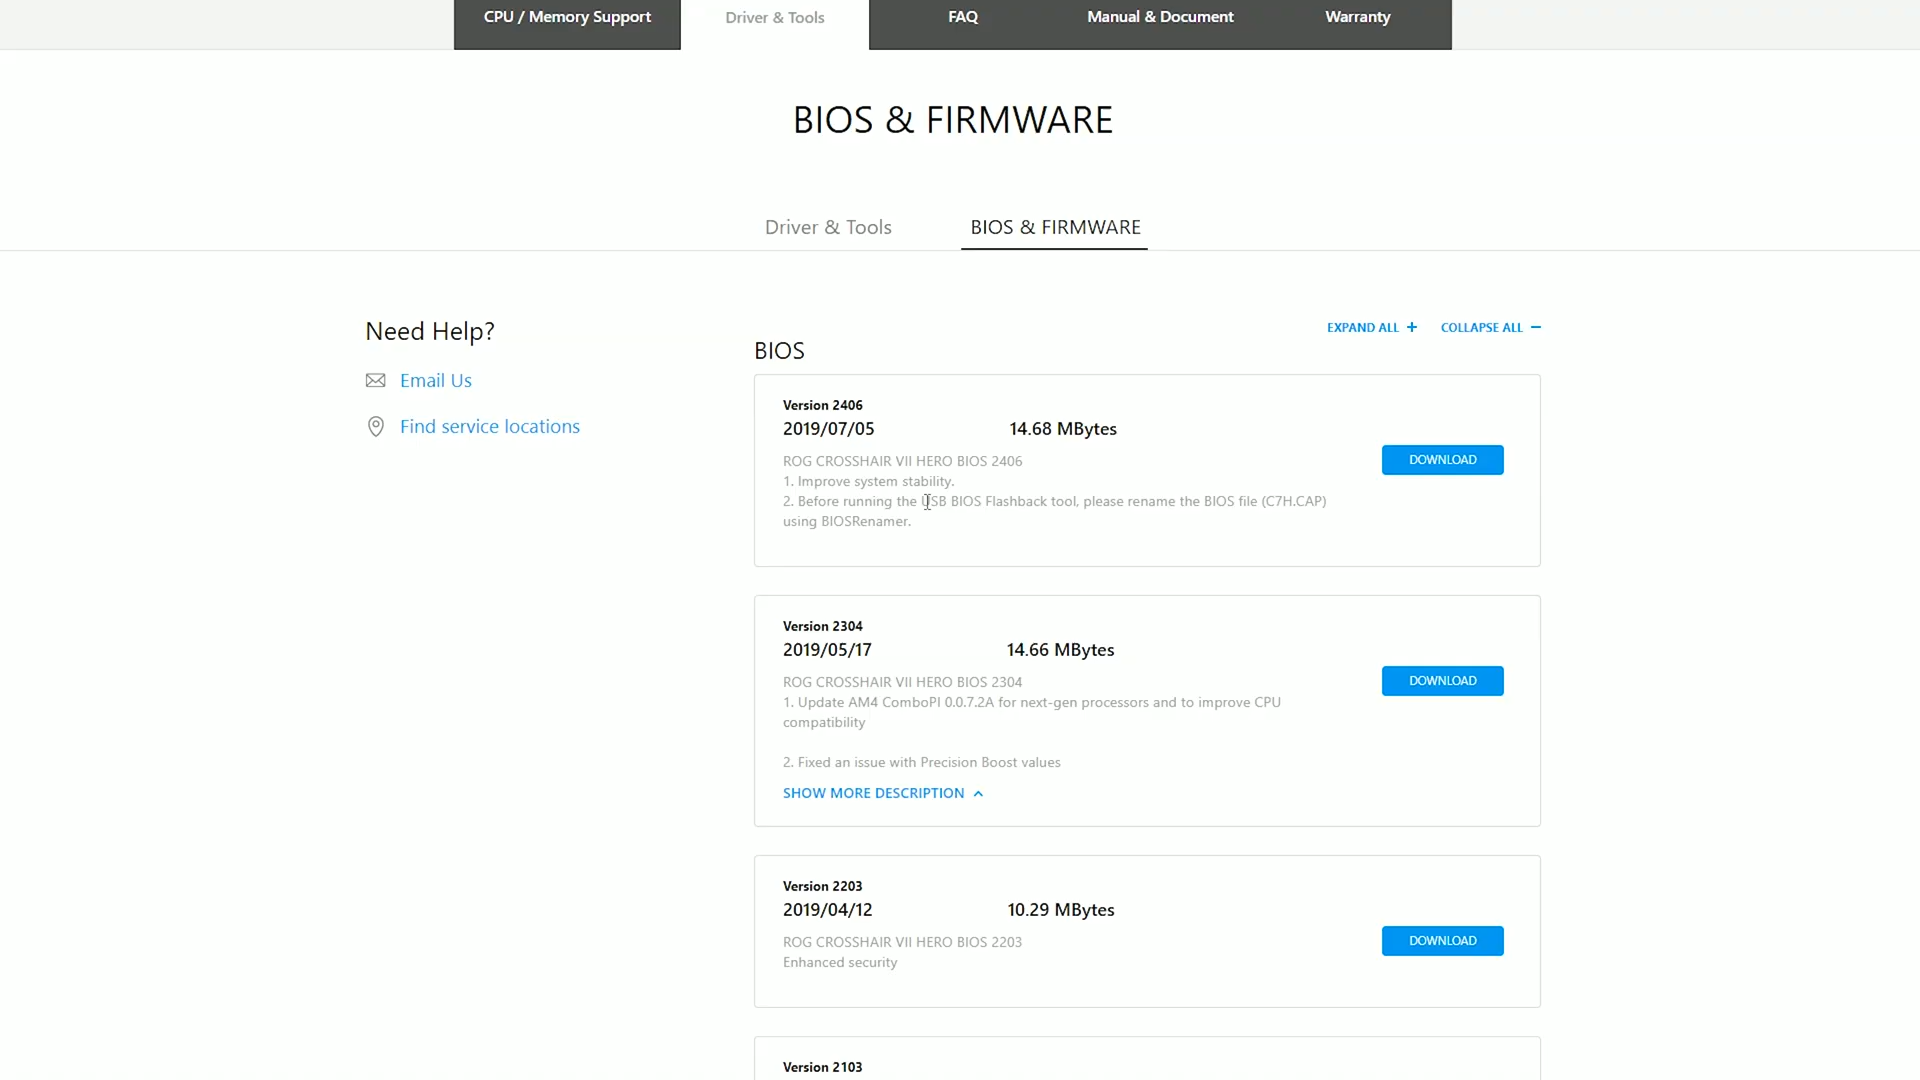 CPU / Memory Support
Driver & Tools
FAQ
Manual & Document
Warranty
BIOS & FIRMWARE
Driver & Tools
BIOS & FIRMWARE
Need Help?
Email Us
Find service locations
EXPAND ALL +
COLLAPSE ALL −
BIOS
Version 2406
2019/07/05
14.68 MBytes
DOWNLOAD
ROG CROSSHAIR VII HERO BIOS 2406
1. Improve system stability.
2. Before running the USB BIOS Flashback tool, please rename the BIOS file (C7H.CAP)
using BIOSRenamer.
Version 2304
2019/05/17
14.66 MBytes
DOWNLOAD
ROG CROSSHAIR VII HERO BIOS 2304
1. Update AM4 ComboPI 0.0.7.2A for next-gen processors and to improve CPU
compatibility
2. Fixed an issue with Precision Boost values
SHOW MORE DESCRIPTION
Version 2203
2019/04/12
10.29 MBytes
DOWNLOAD
ROG CROSSHAIR VII HERO BIOS 2203
Enhanced security
Version 2103